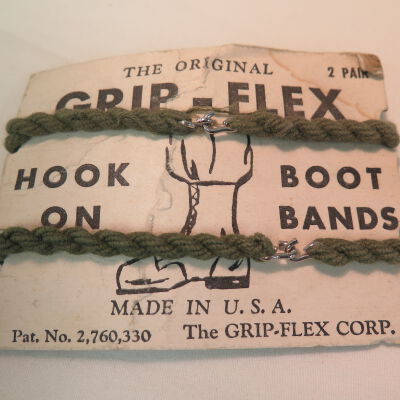 THE ORIGINAL 2 PAIR
GRIP-FLEX
HOOK BOOT
ON BANDS
MADE IN U.S.A.
Pat. No. 2,760,330 The GRIP-FLEX CORP.